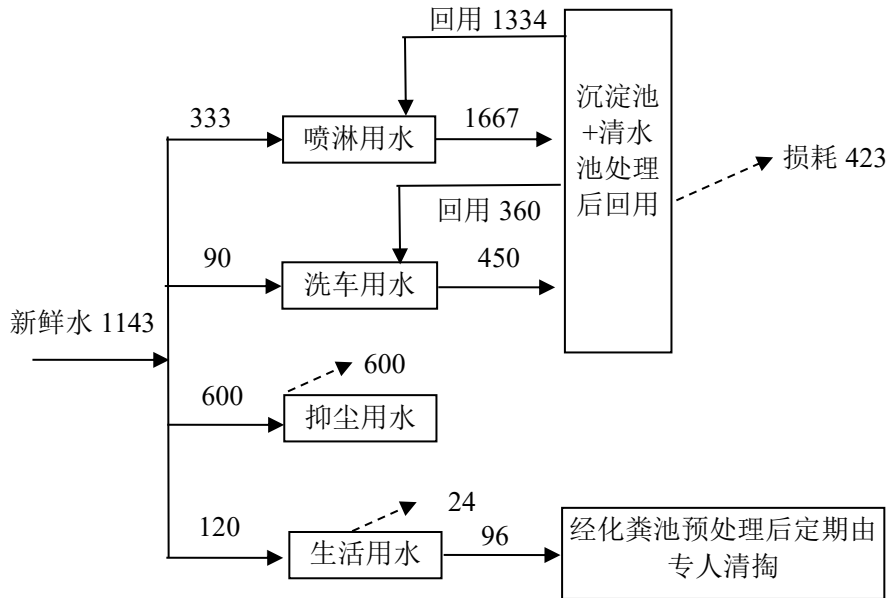 回用 1334
333
喷淋用水
1667
沉淀池
+清水
池处理
后回用
损耗 423
回用 360
90
洗车用水
450
新鲜水 1143
600
600
抑尘用水
24
120
生活用水
96
经化粪池预处理后定期由
专人清掏